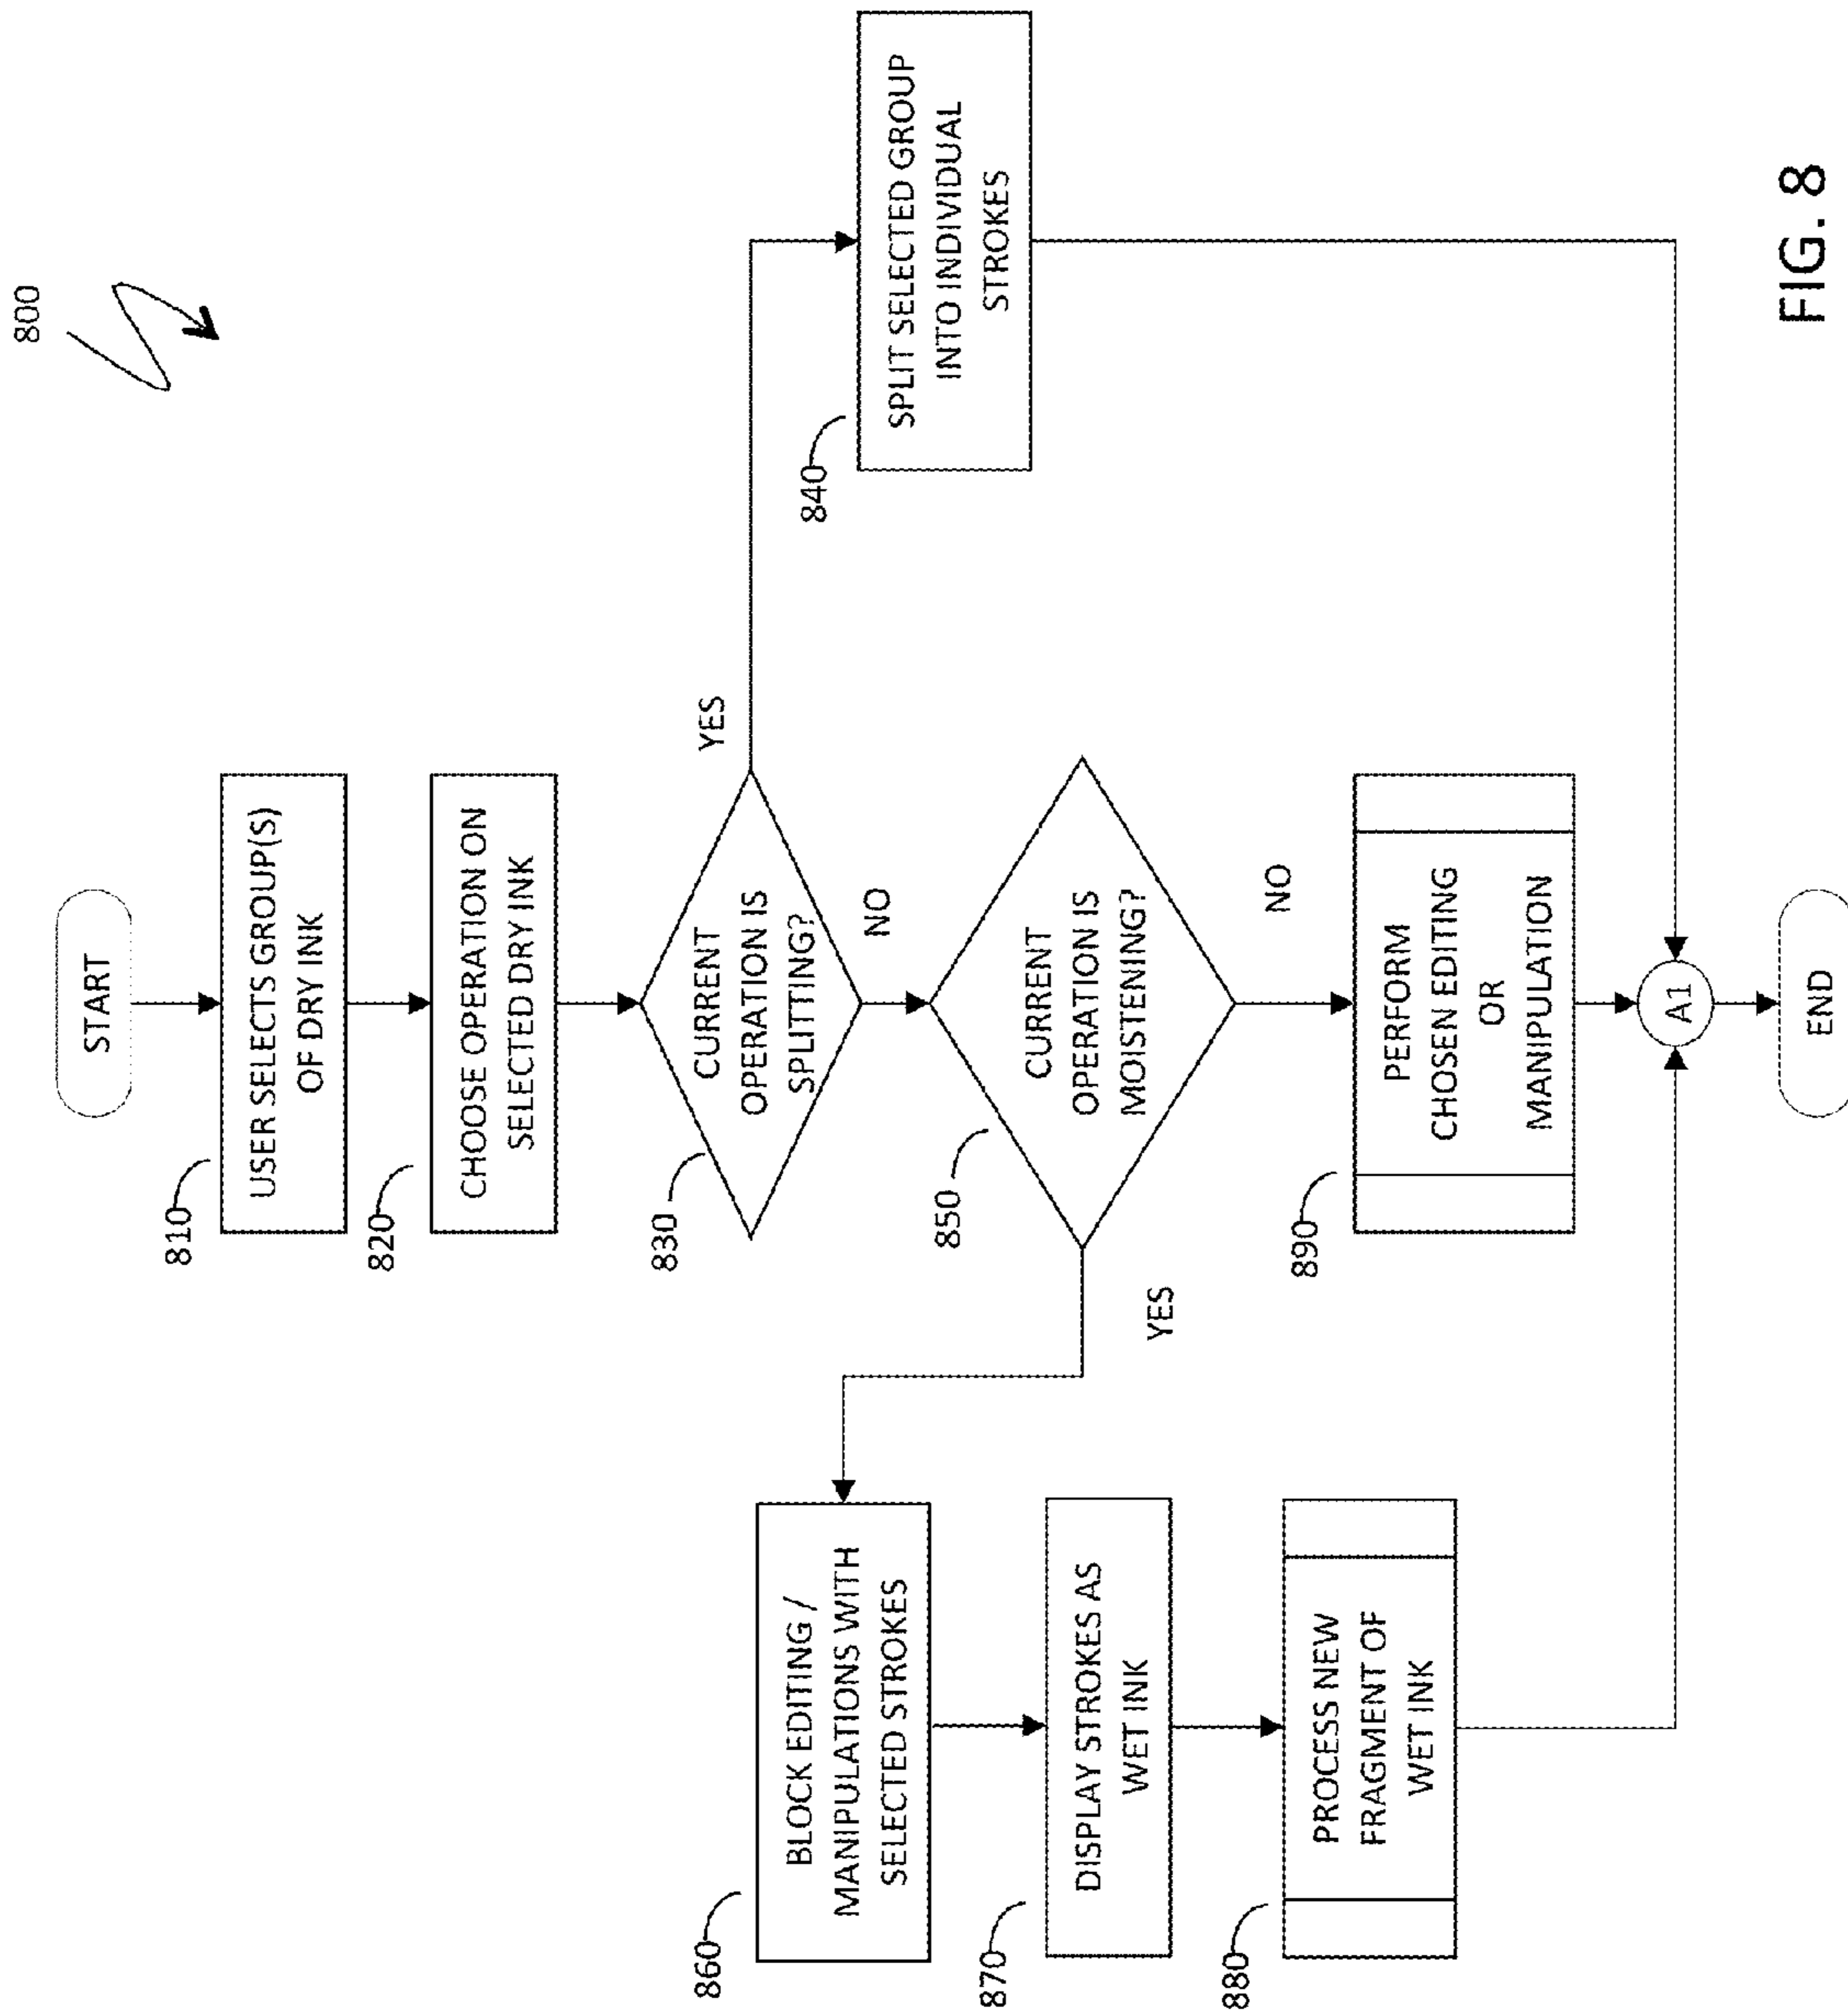 800
START
810
USER SELECTS GROUP(S)
OF DRY INK
820
CHOOSE OPERATION ON
SELECTED DRY INK
830
CURRENT
OPERATION IS
SPLITTING?
YES
NO
840
SPLIT SELECTED GROUP
INTO INDIVIDUAL
STROKES
850
CURRENT
OPERATION IS
MOISTENING?
YES
NO
860
BLOCK EDITING /
MANIPULATIONS WITH
SELECTED STROKES
870
DISPLAY STROKES AS
WET INK
880
PROCESS NEW
FRAGMENT OF
WET INK
890
PERFORM
CHOSEN EDITING
OR
MANIPULATION
A1
END
FIG. 8